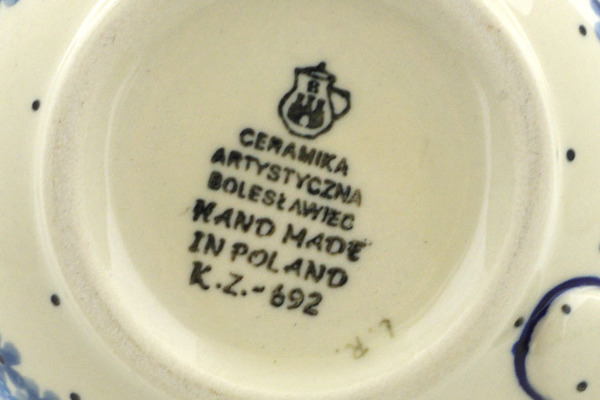 B
CERAMIKA
ARTYSTYCZNA
BOLESŁAWIEC
HAND MADE
IN POLAND
K.Z.-692
L.R.